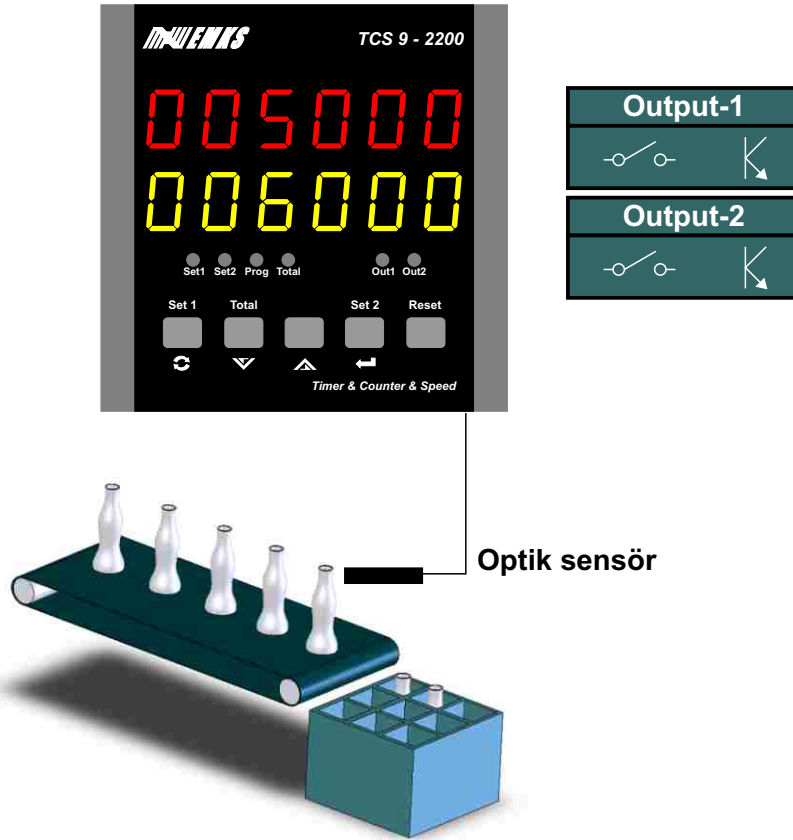 ENKS
TCS 9 - 2200
005000
006000
Set1 Set2 Prog Total Out1 Out2
Set 1 Total Set 2 Reset
Timer & Counter & Speed
Output-1
Output-2
Optik sensör